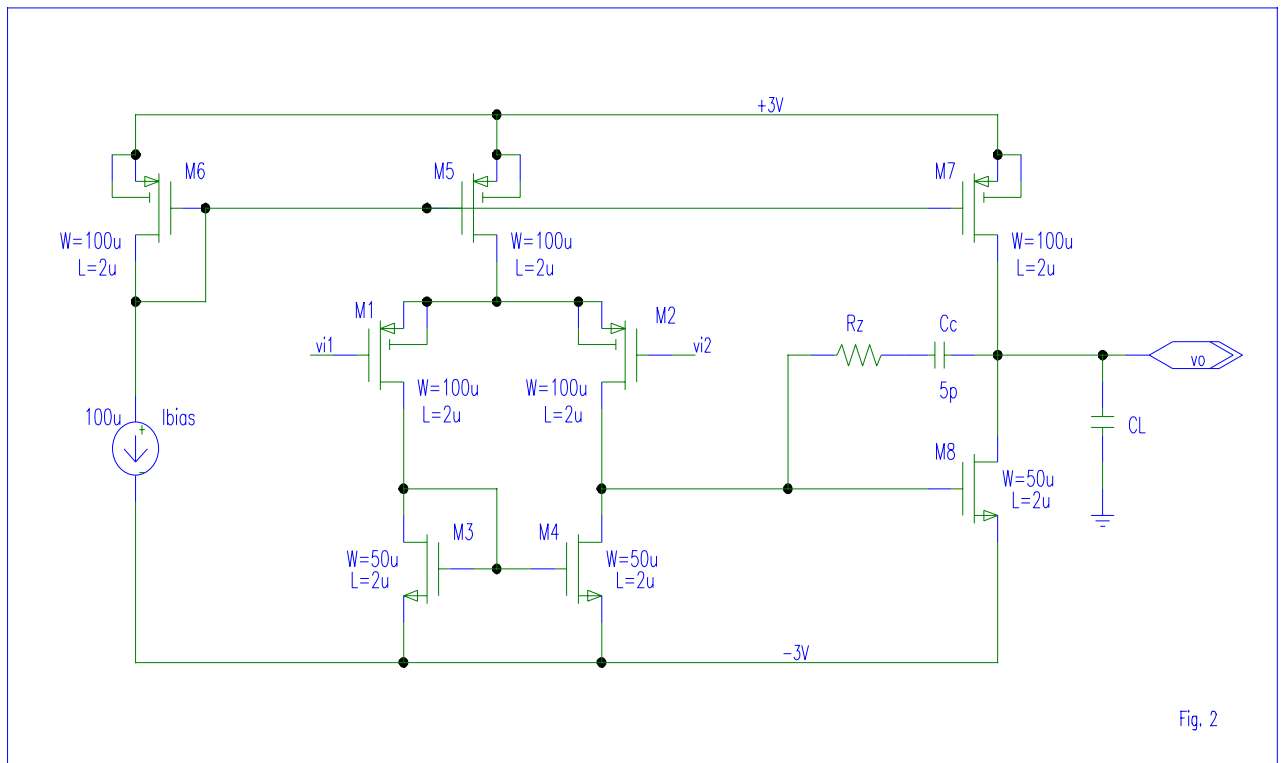 +3V
M6
M5
M7
W=100u
L=2u
W=100u
L=2u
W=100u
L=2u
M1
M2
vi1
vi2
Rz
Cc
vo
W=100u
L=2u
W=100u
L=2u
5p
100u
Ibias
+
-
CL
M8
W=50u
L=2u
M3
M4
W=50u
L=2u
W=50u
L=2u
-3V
Fig. 2